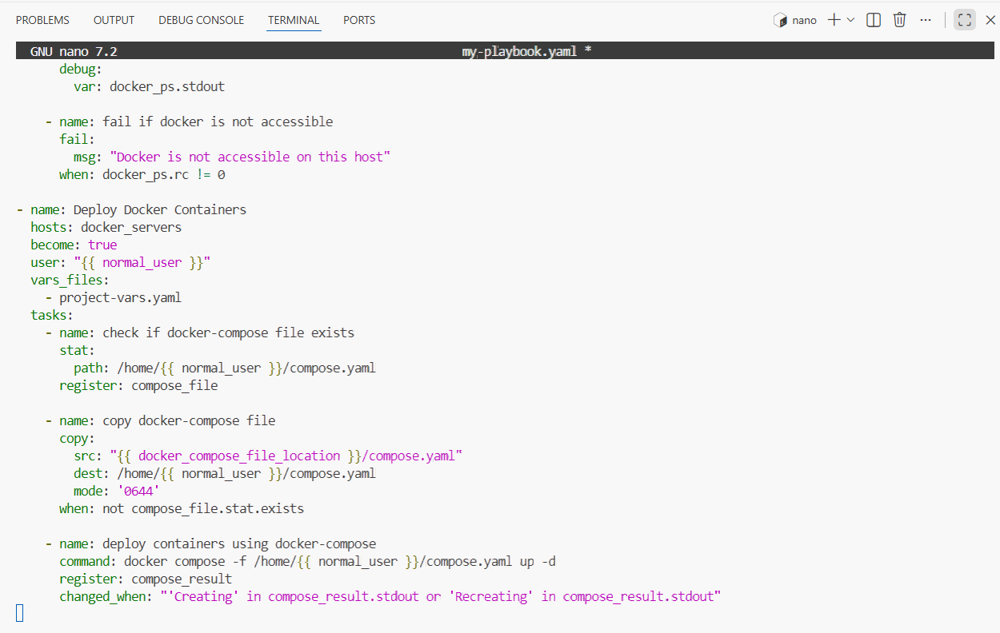 PROBLEMS OUTPUT DEBUG CONSOLE TERMINAL PORTS nano
GNU nano 7.2 my-playbook.yaml *
debug:
var: docker_ps.stdout
- name: fail if docker is not accessible
fail:
msg: "Docker is not accessible on this host"
when: docker_ps.rc != 0
- name: Deploy Docker Containers
hosts: docker_servers
become: true
user: "{{ normal_user }}"
vars_files:
- project-vars.yaml
tasks:
- name: check if docker-compose file exists
stat:
path: /home/{{ normal_user }}/compose.yaml
register: compose_file
- name: copy docker-compose file
copy:
src: "{{ docker_compose_file_location }}/compose.yaml"
dest: /home/{{ normal_user }}/compose.yaml
mode: '0644'
when: not compose_file.stat.exists
- name: deploy containers using docker-compose
command: docker compose -f /home/{{ normal_user }}/compose.yaml up -d
register: compose_result
changed_when: "'Creating' in compose_result.stdout or 'Recreating' in compose_result.stdout"